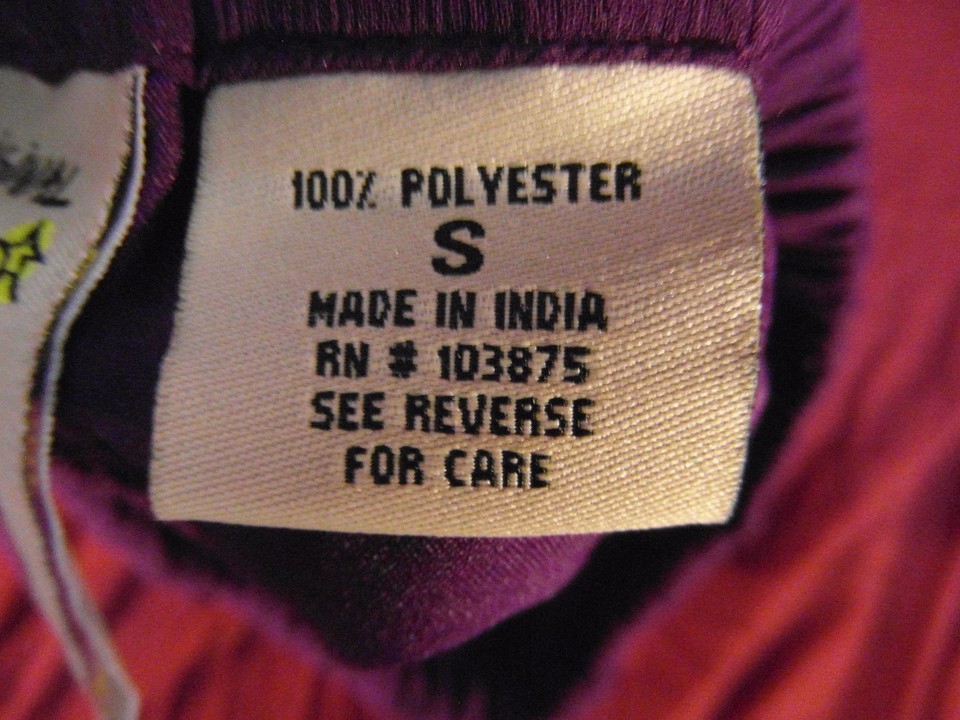 100% POLYESTER
S
MADE IN INDIA
RN # 103875
SEE REVERSE
FOR CARE